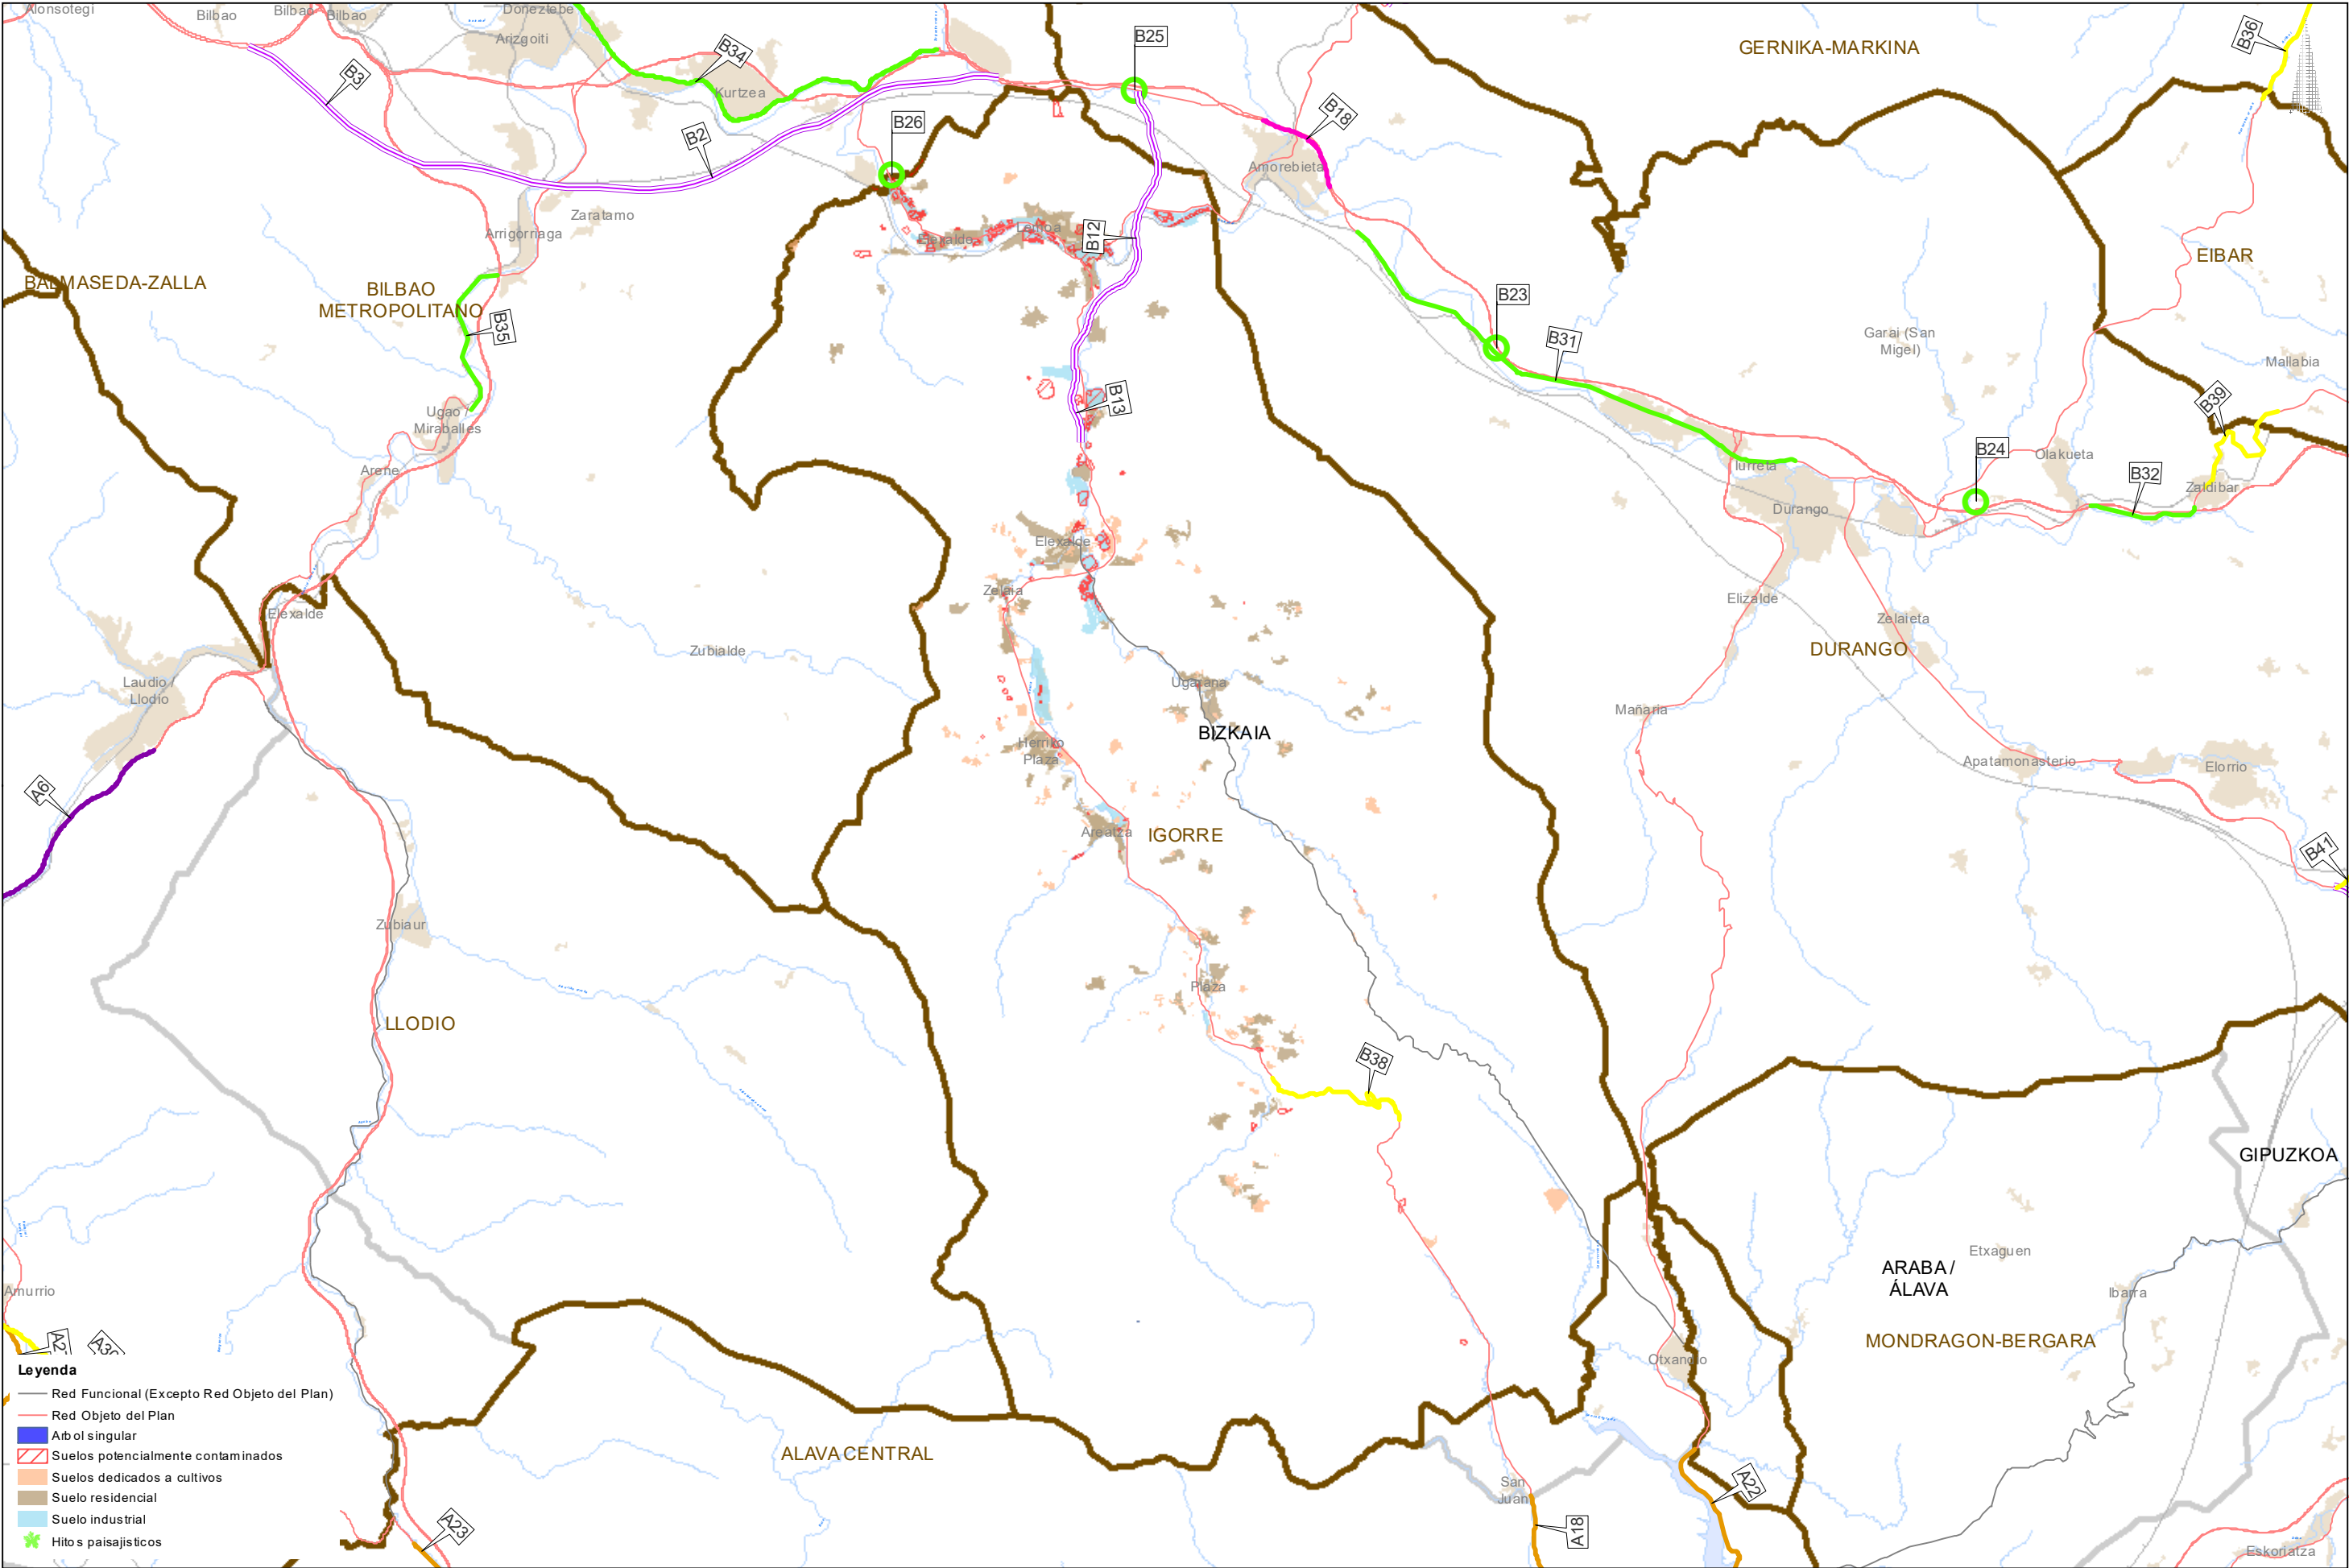 Alonsotegi
Bilbao
Bilbao
Bilbao
Doneztebe
Arizgoiti
B3
B34
Kurtzea
B2
B26
B25
B18
Amorebieta
GERNIKA-MARKINA
B36
Zaratamo
Arrigorriaga
Elexalde
Lemoa
B12
EIBAR
BALMASEDA-ZALLA
BILBAO
METROPOLITANO
B35
B23
B31
Garai (San
Migel)
Mallabia
B13
B39
Ugao /
Miraballes
Arene
B24
Olakueta
B32
Zaldibar
Iurreta
Durango
Elexalde
Zelaia
Elizalde
Zelaieta
Elexalde
Zubialde
DURANGO
Laudio /
Llodio
Ugarana
Mañaria
BIZKAIA
Herriko
Plaza
Apatamonasterio
Elorrio
A6
Areatza
IGORRE
B41
Zubiaur
Plaza
LLODIO
B38
GIPUZKOA
Etxaguen
ARABA /
ÁLAVA
Ibarra
Amurrio
MONDRAGON-BERGARA
Otxandio
ALAVA CENTRAL
San
Juan
A22
A18
A23
Eskoriatza
Leyenda
Red Funcional (Excepto Red Objeto del Plan)
Red Objeto del Plan
Arbol singular
Suelos potencialmente contaminados
Suelos dedicados a cultivos
Suelo residencial
Suelo industrial
Hitos paisajisticos